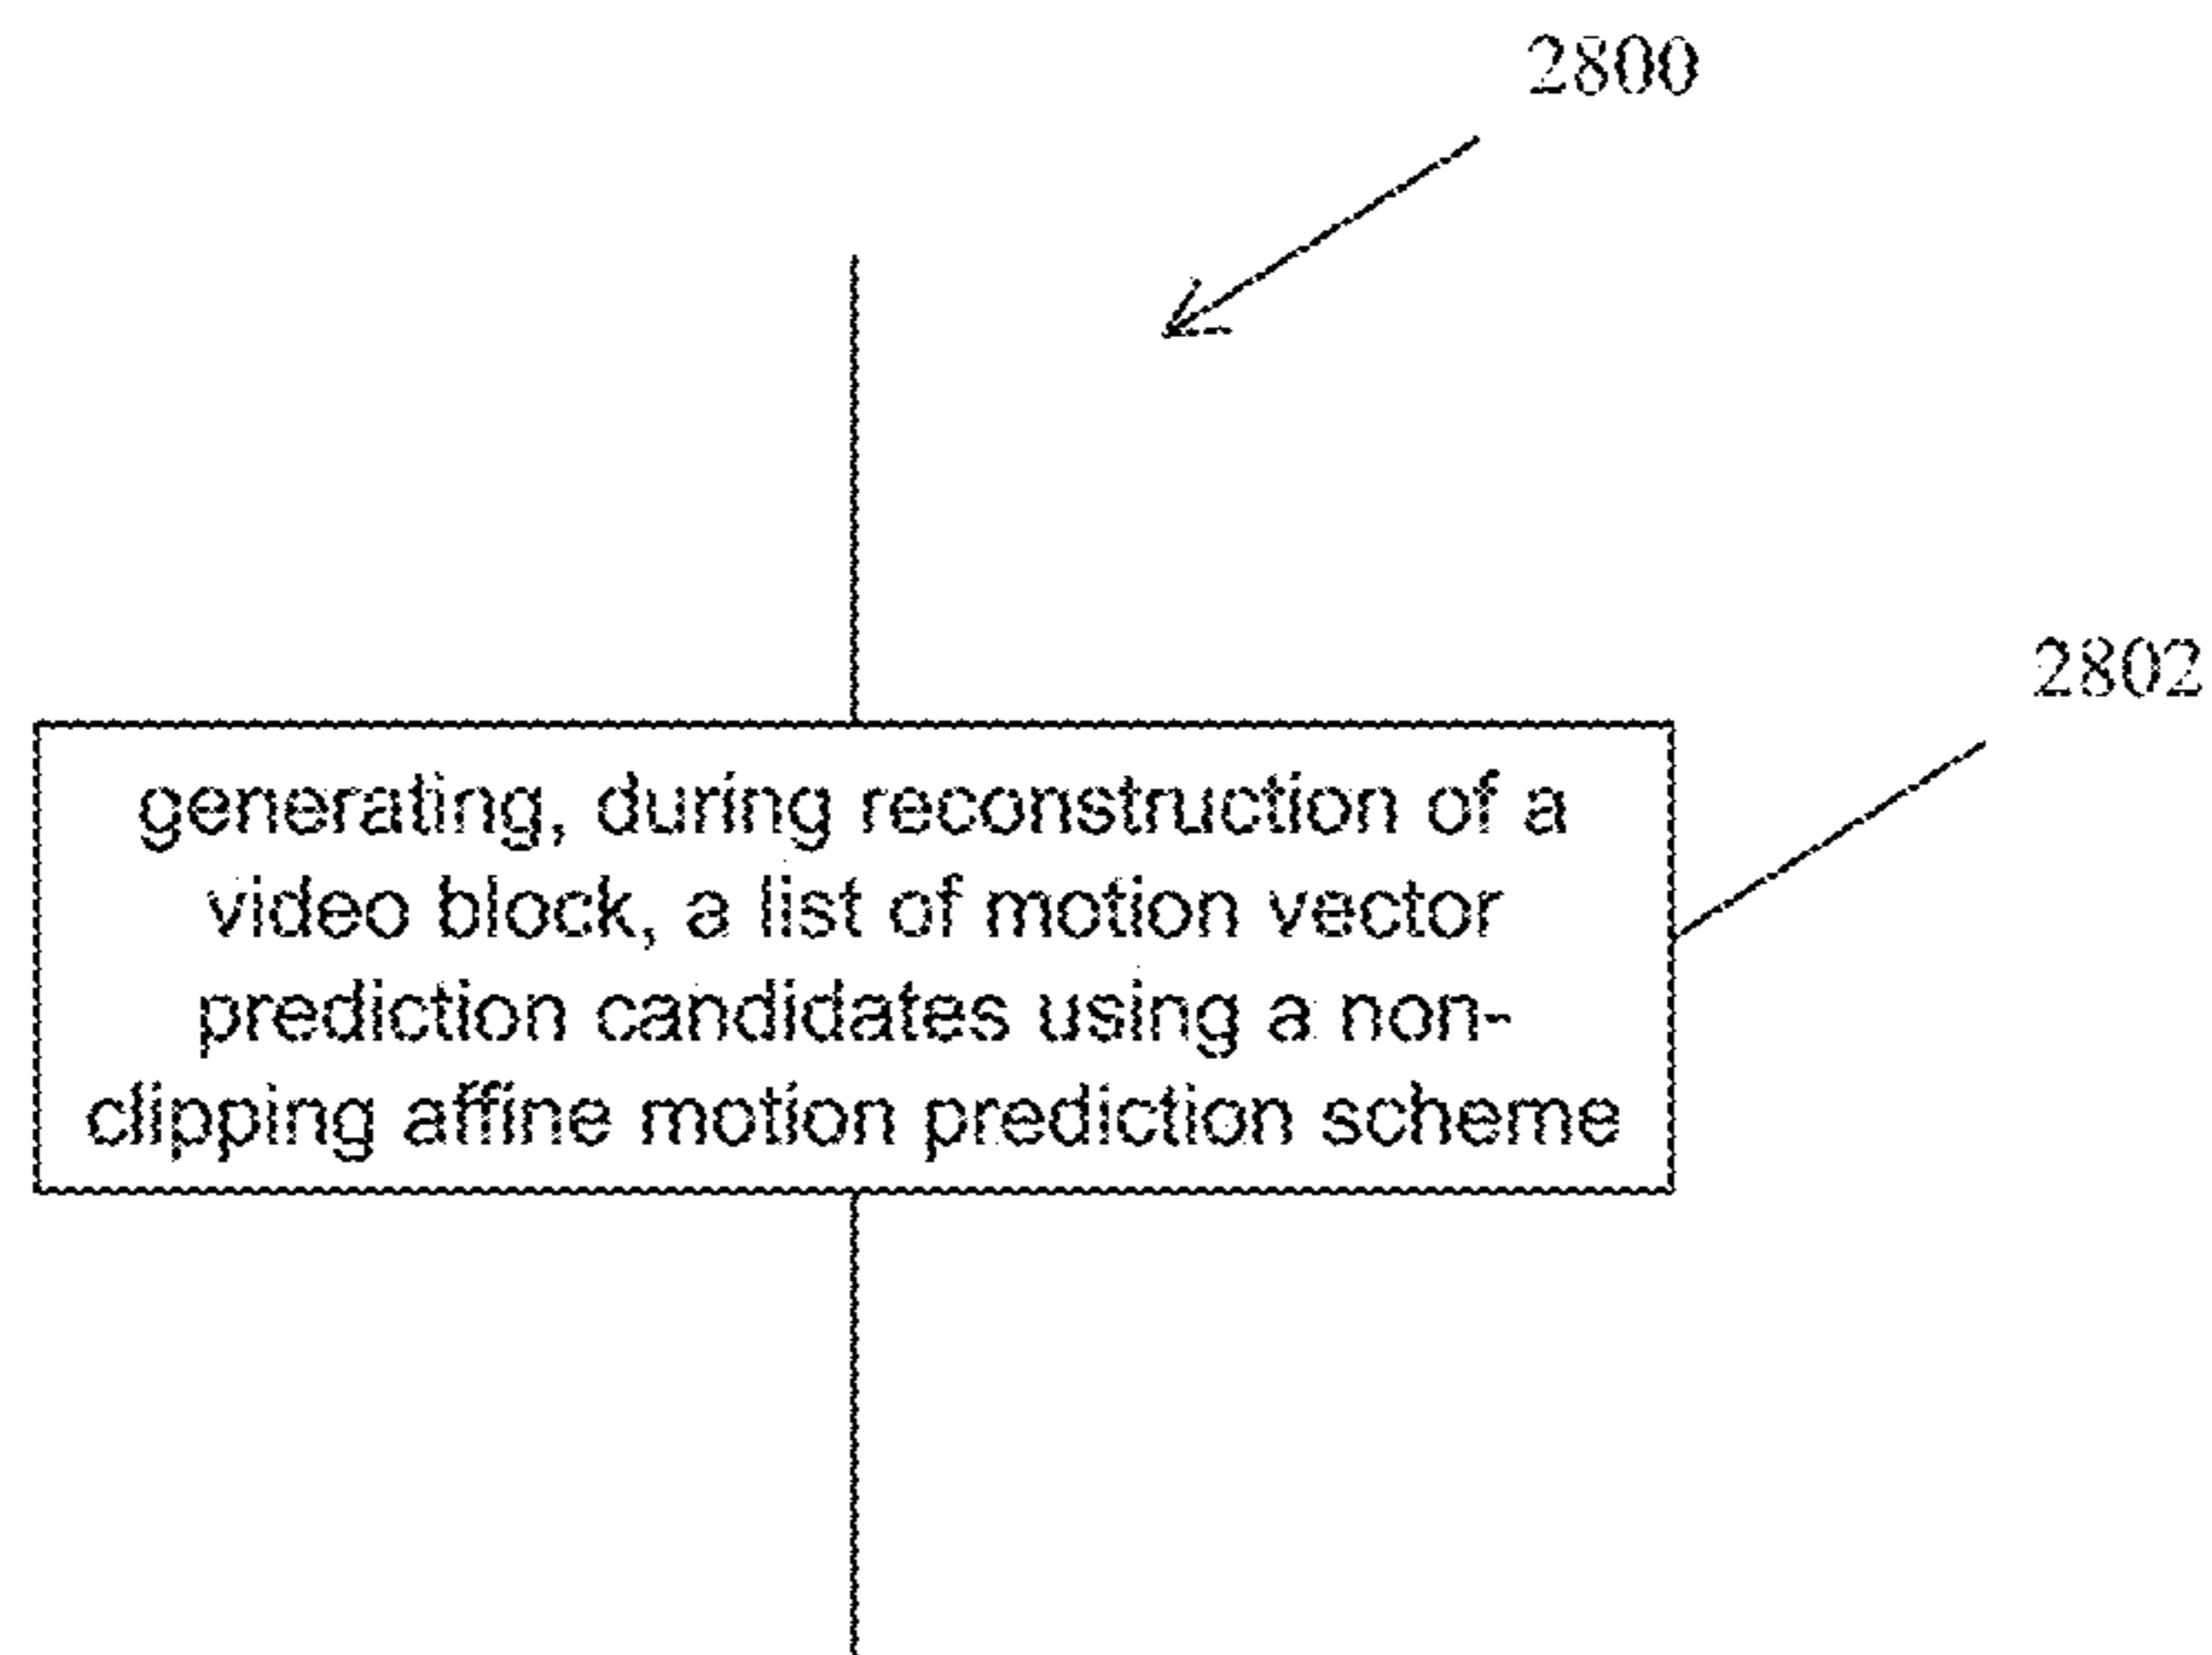 2800
2802
generating, during reconstruction of a
video block, a list of motion vector
prediction candidates using a non-
clipping affine motion prediction scheme